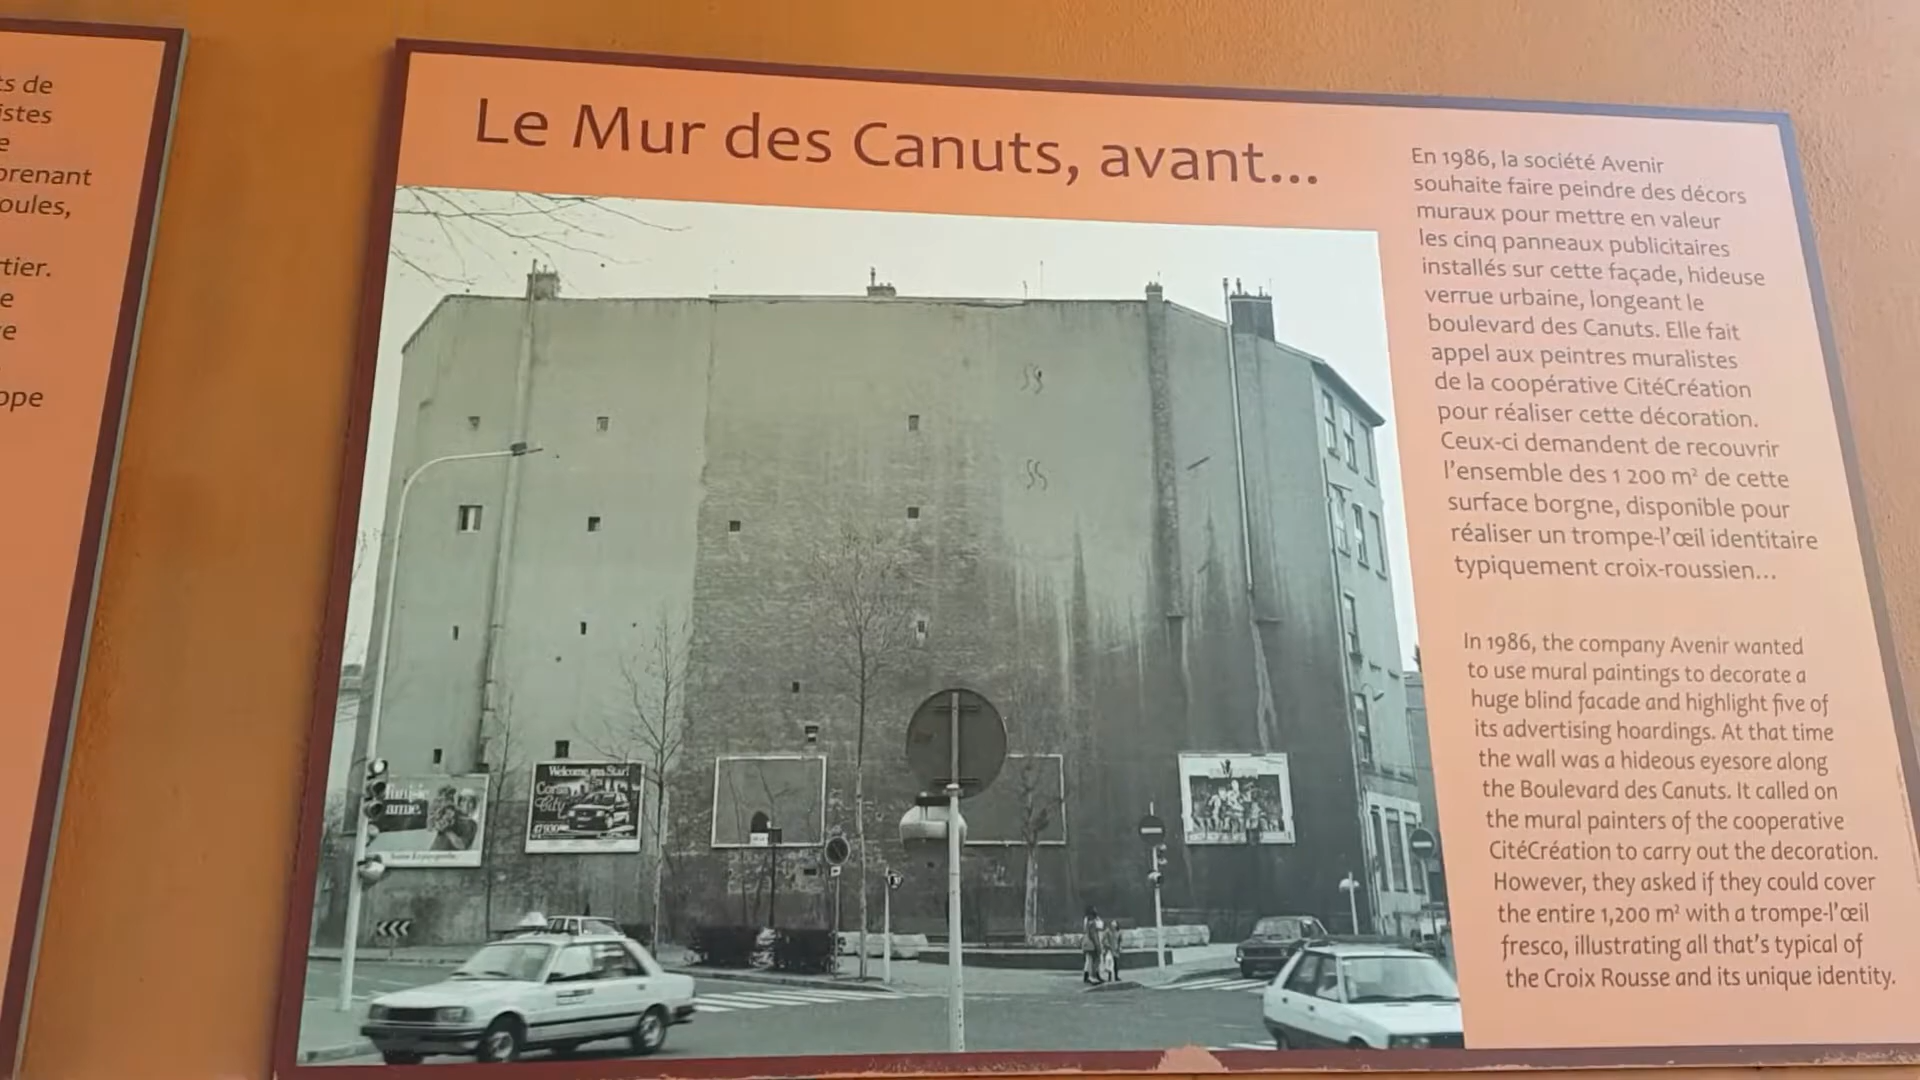 ts de
istes
e
prenant
oules,
tier.
e
e
ope
Le Mur des Canuts, avant...
En 1986, la société Avenir
souhaite faire peindre des décors
muraux pour mettre en valeur
les cinq panneaux publicitaires
installés sur cette façade, hideuse
verrue urbaine, longeant le
boulevard des Canuts. Elle fait
appel aux peintres muralistes
de la coopérative CitéCréation
pour réaliser cette décoration.
Ceux-ci demandent de recouvrir
l'ensemble des 1 200 m² de cette
surface borgne, disponible pour
réaliser un trompe-l'œil identitaire
typiquement croix-roussien...
In 1986, the company Avenir wanted
to use mural paintings to decorate a
huge blind facade and highlight five of
its advertising hoardings. At that time
the wall was a hideous eyesore along
the Boulevard des Canuts. It called on
the mural painters of the cooperative
CitéCréation to carry out the decoration.
However, they asked if they could cover
the entire 1,200 m² with a trompe-l'œil
fresco, illustrating all that's typical of
the Croix Rousse and its unique identity.
Welcome ma Star!